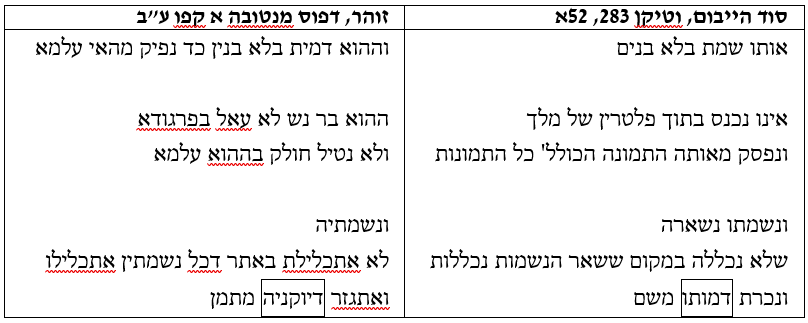 סוד הייבום, וטיקן 283, 52א
זוהר, דפוס מנטובה א קפו ע״ב
אותו שמת בלא בנים
וההוא דמית בלא בנין כד נפיק מהאי עלמא
אינו נכנס בתוך פלטרין של מלך
ההוא בר נש לא עאל בפרגודא
ונפסק מאותה התמונה הכולל' כל התמונות
ולא נטיל חולק בההוא עלמא
ונשמתו נשארה
ונשמתיה
שלא נכללה במקום ששאר הנשמות נכללות
לא אתכלילת באתר דכל נשמתין אתכלילו
ונכרת דמותו משם
ואתגזר דיוקניה מתמן